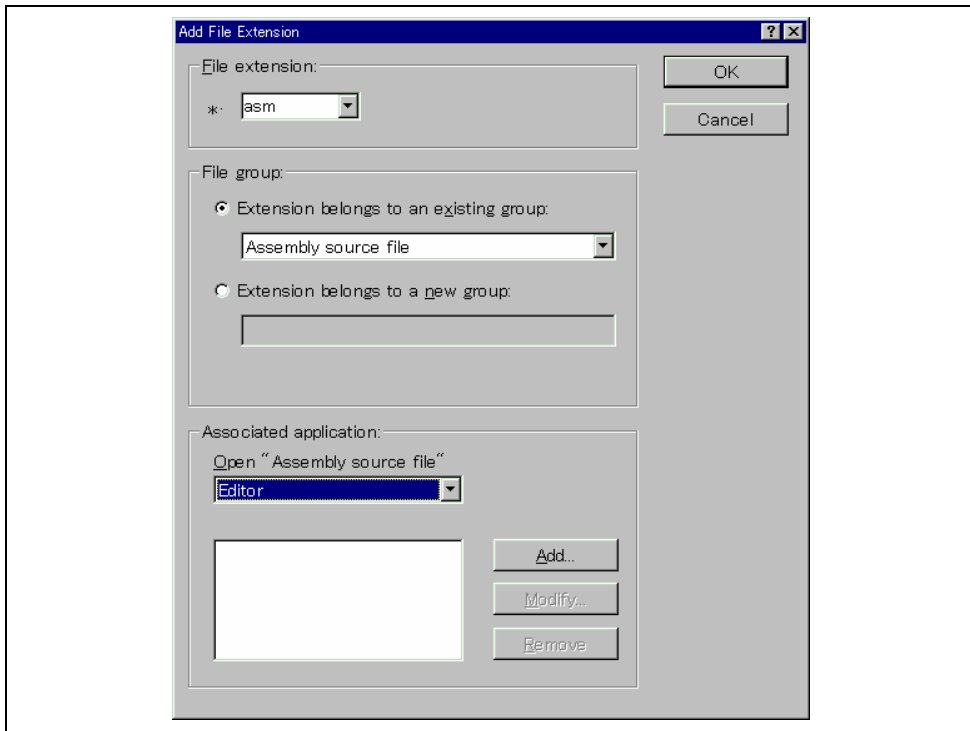 Add File Extension
File extension:
OK
*. asm
Cancel
File group:
Extension belongs to an existing group:
Assembly source file
Extension belongs to a new group:
Associated application:
Open "Assembly source file"
Editor
Add...
Modify...
Remove